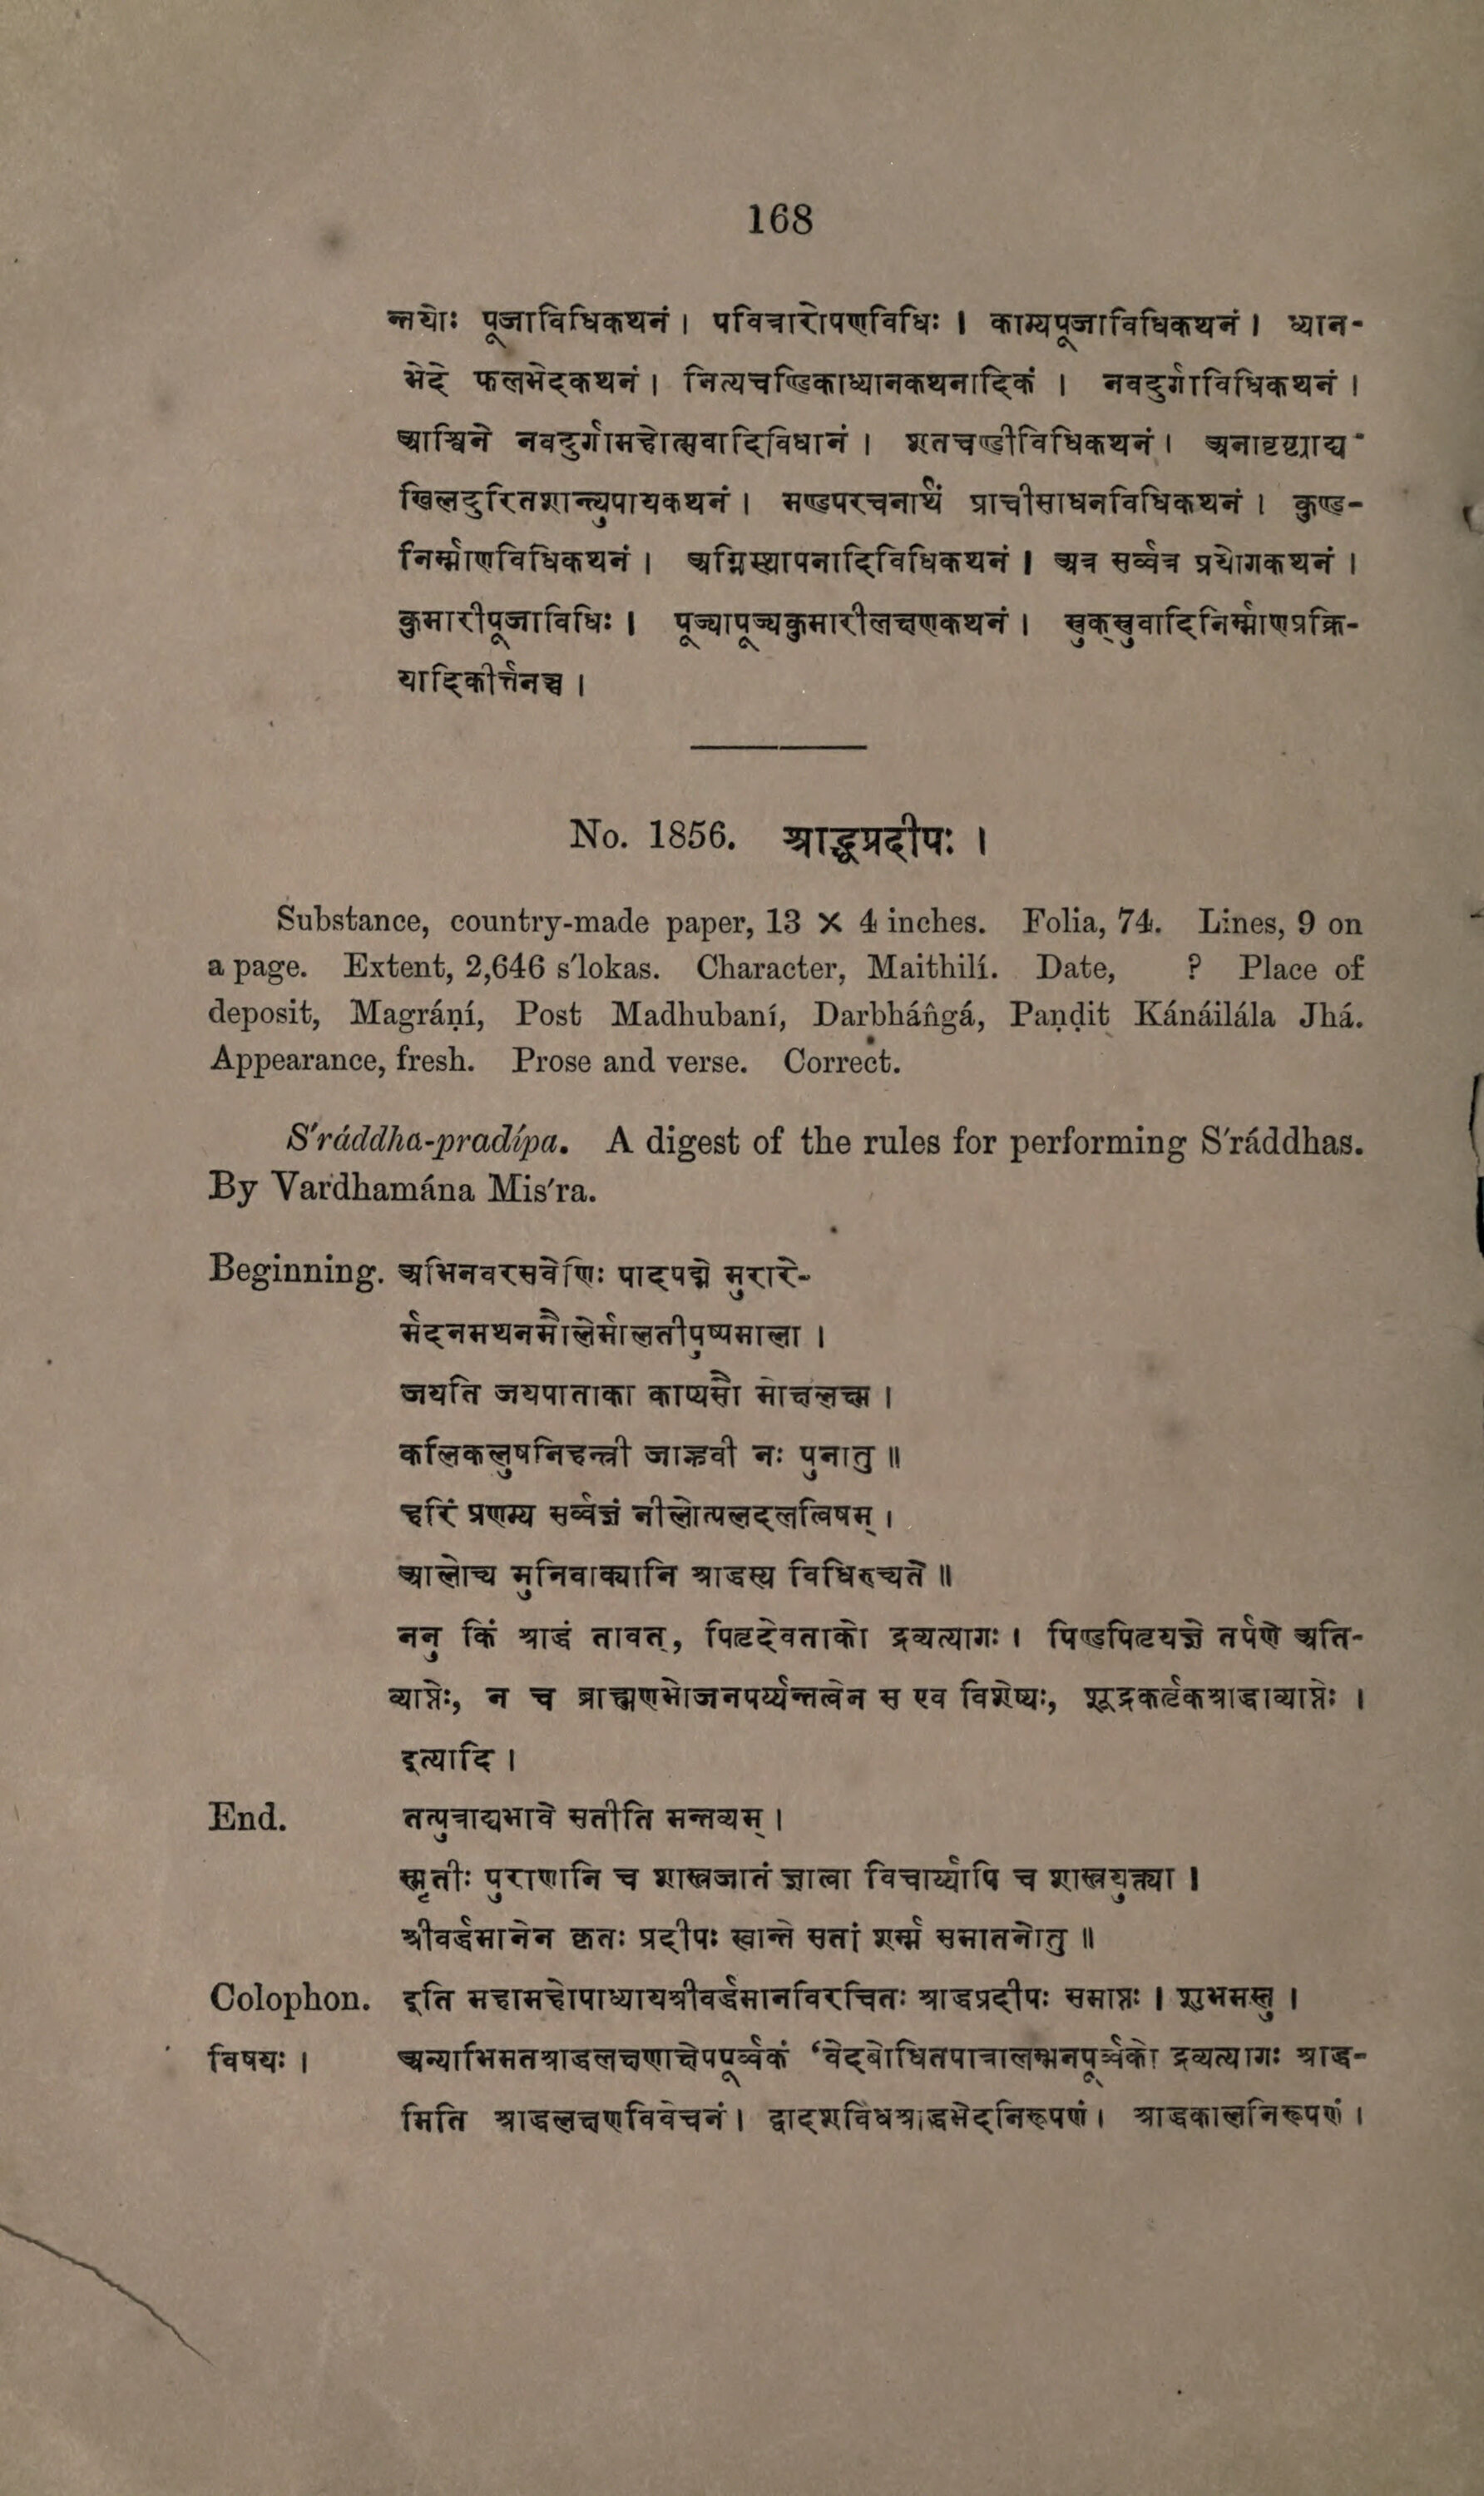 168
न्तयोः पूजाविधिकथनं। पवित्रारोपणविधिः। काम्यपूजाविधिकथनं। ध्यान-
भेदे फलभेदकथनं। नित्यचण्डिकाध्यानकथनादिकं। नवदुर्गाविधिकथनं।
आश्विने नवदुर्गामहोत्सवादिविधानं। शतचण्डीविधिकथनं। अनावृष्ट्याद्य-
खिलदुरितशान्त्युपायकथनं। मण्डपरचनार्थं प्राचीसाधनविधिकथनं। कुण्ड-
निर्म्माणविधिकथनं। अग्निस्थापनादिविधिकथनं। अत्र सर्व्वत्र प्रयोगकथनं।
कुमारीपूजाविधिः। पूज्यापूज्यकुमारीलक्षणकथनं। स्रुक्स्रुवादिनिर्म्माणप्रक्रि-
यादिकीर्त्तनञ्च।
No. 1856. श्राद्धप्रदीपः।
Substance, country-made paper, 13 × 4 inches. Folia, 74. Lines, 9 on
a page. Extent, 2,646 s'lokas. Character, Maithilí. Date, ? Place of
deposit, Magráṇí, Post Madhubaní, Darbháṅgá, Paṇḍit Kánáilála Jhá.
Appearance, fresh. Prose and verse. Correct.
S'ráddha-pradípa. A digest of the rules for performing S'ráddhas.
By Vardhamána Mis'ra.
Beginning. अभिनवरसवेणिः पादपद्मे मुरारे-
र्मदनमथनमौलेर्मालतीपुष्पमाला।
जयति जयपाताका काप्यसौ मोक्षलक्ष्म।
कलिकलुषनिहन्त्री जाह्नवी नः पुनातु॥
हरिं प्रणम्य सर्व्वज्ञं नीलोत्पलदलत्विषम्।
आलोच्य मुनिवाक्यानि श्राद्धस्य विधिरुच्यते॥
ननु किं श्राद्धं तावत्, पितृदेवताको द्रव्यत्यागः। पिण्डपितृयज्ञे तर्पणे अति-
व्याप्तेः, न च ब्राह्मणभोजनपर्य्यन्तत्वेन स एव विशेष्यः, शूद्रकर्तृकश्राद्धाव्याप्तेः।
इत्यादि।
End. तत्पुत्राद्यभावे सतीति मन्तव्यम्।
स्मृतीः पुराणानि च शास्त्रजातं ज्ञात्वा विचार्य्यापि च शास्त्रयुक्त्या।
श्रीवर्द्धमानेन कृतः प्रदीपः स्वान्ते सतां शर्म्म समातनोतु॥
Colophon. इति महामहोपाध्यायश्रीवर्द्धमानविरचितः श्राद्धप्रदीपः समाप्तः। शुभमस्तु।
विषयः। अन्याभिमतश्राद्धलक्षणाक्षेपपूर्व्वकं ‘वेदबोधितपात्रालम्भनपूर्व्वको द्रव्यत्यागः श्राद्ध-
मिति श्राद्धलक्षणविवेचनं। द्वादशविधश्राद्धभेदनिरूपणं। श्राद्धकालनिरूपणं।